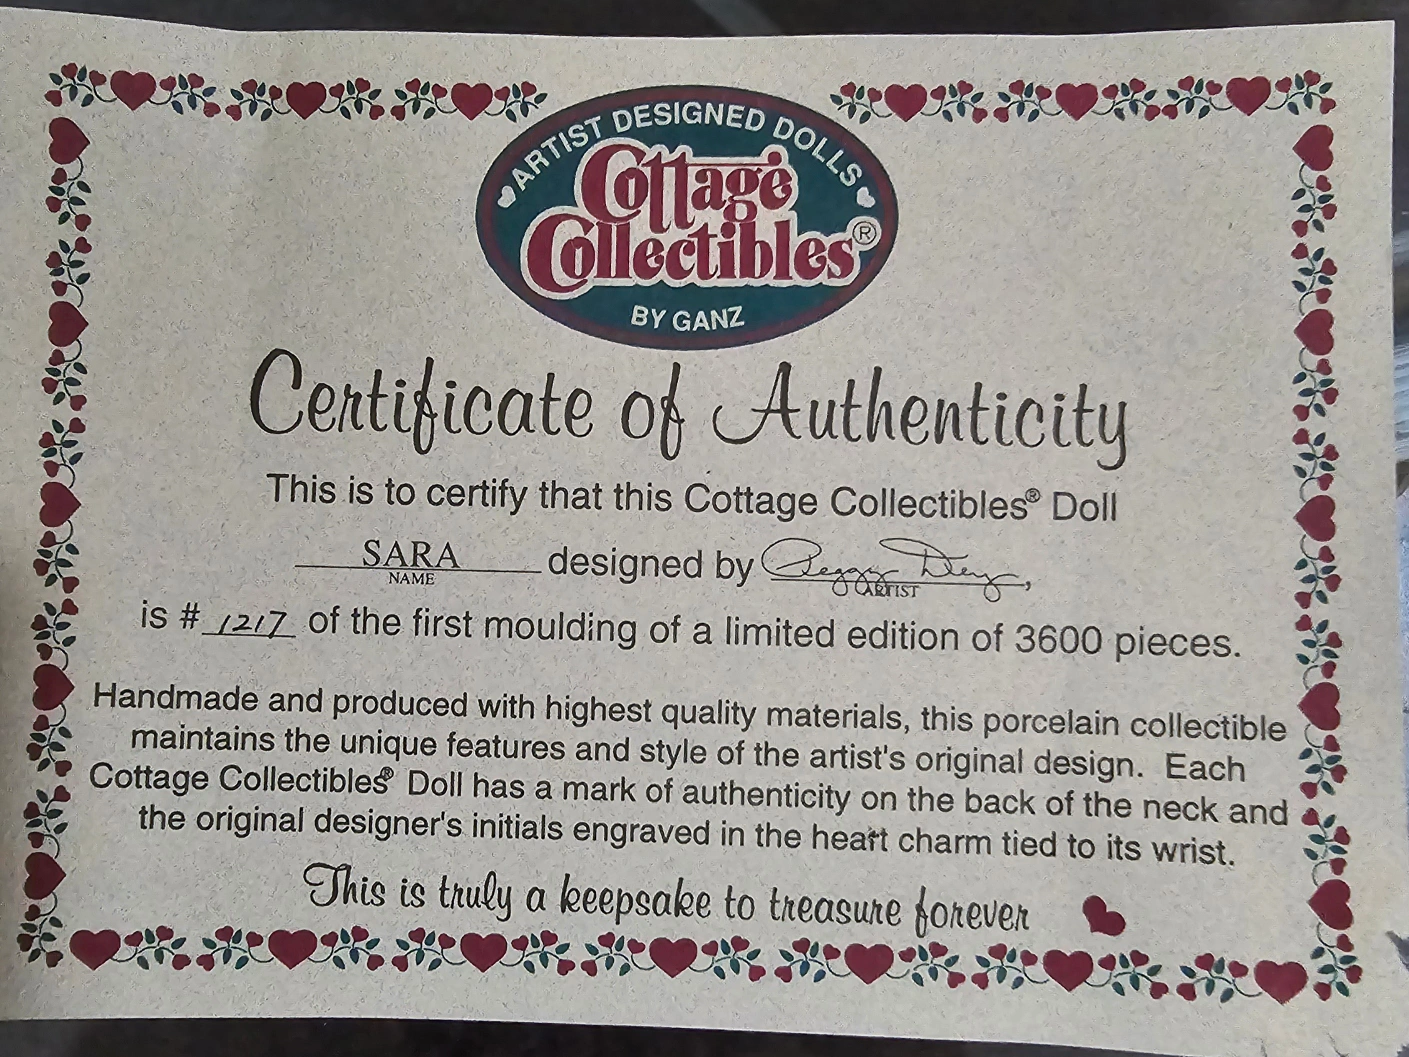 ARTIST DESIGNED DOLLS
Cottage
Collectibles®
BY GANZ
Certificate of Authenticity
This is to certify that this Cottage Collectibles® Doll
SARA designed by Peggy Dey,
NAME ARTIST
is # 1217 of the first moulding of a limited edition of 3600 pieces.
Handmade and produced with highest quality materials, this porcelain collectible
maintains the unique features and style of the artist's original design. Each
Cottage Collectibles® Doll has a mark of authenticity on the back of the neck and
the original designer's initials engraved in the heart charm tied to its wrist.
This is truly a keepsake to treasure forever